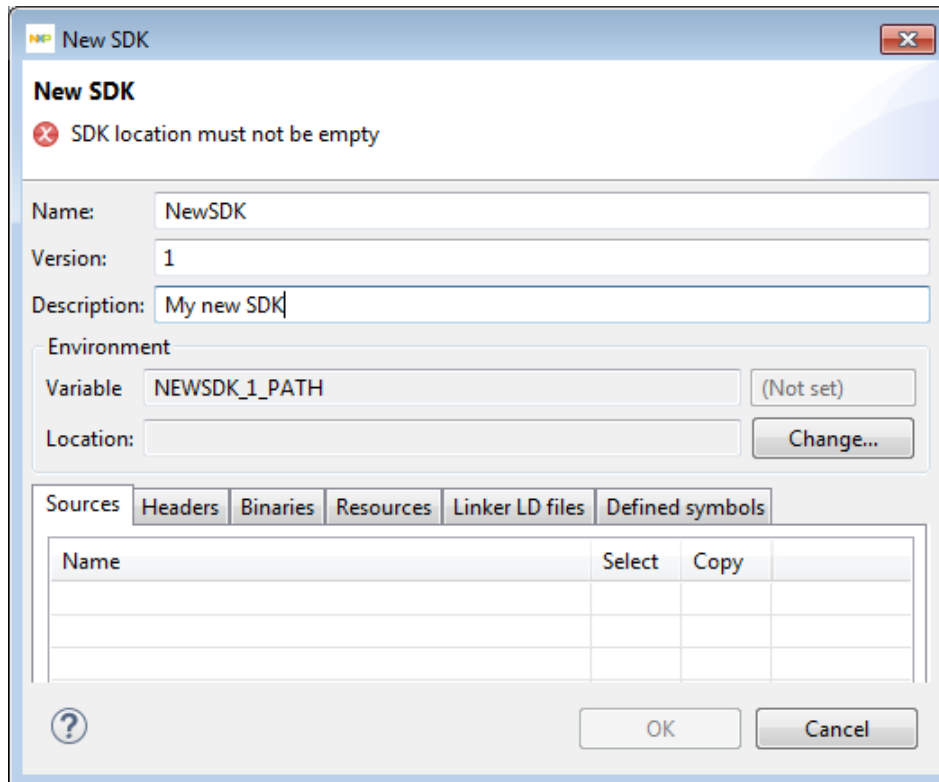 NXP New SDK
New SDK
SDK location must not be empty
Name: NewSDK
Version: 1
Description: My new SDK
Environment
Variable NEWSDK_1_PATH (Not set)
Location: Change...
Sources Headers Binaries Resources Linker LD files Defined symbols
Name Select Copy
? OK Cancel